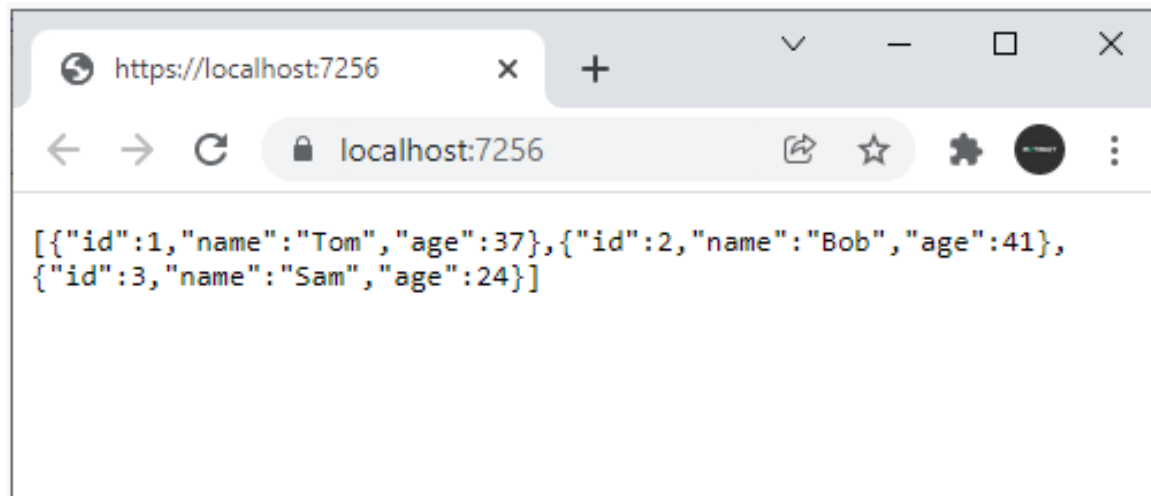 https://localhost:7256
localhost:7256
[{"id":1,"name":"Tom","age":37},{"id":2,"name":"Bob","age":41},
{"id":3,"name":"Sam","age":24}]